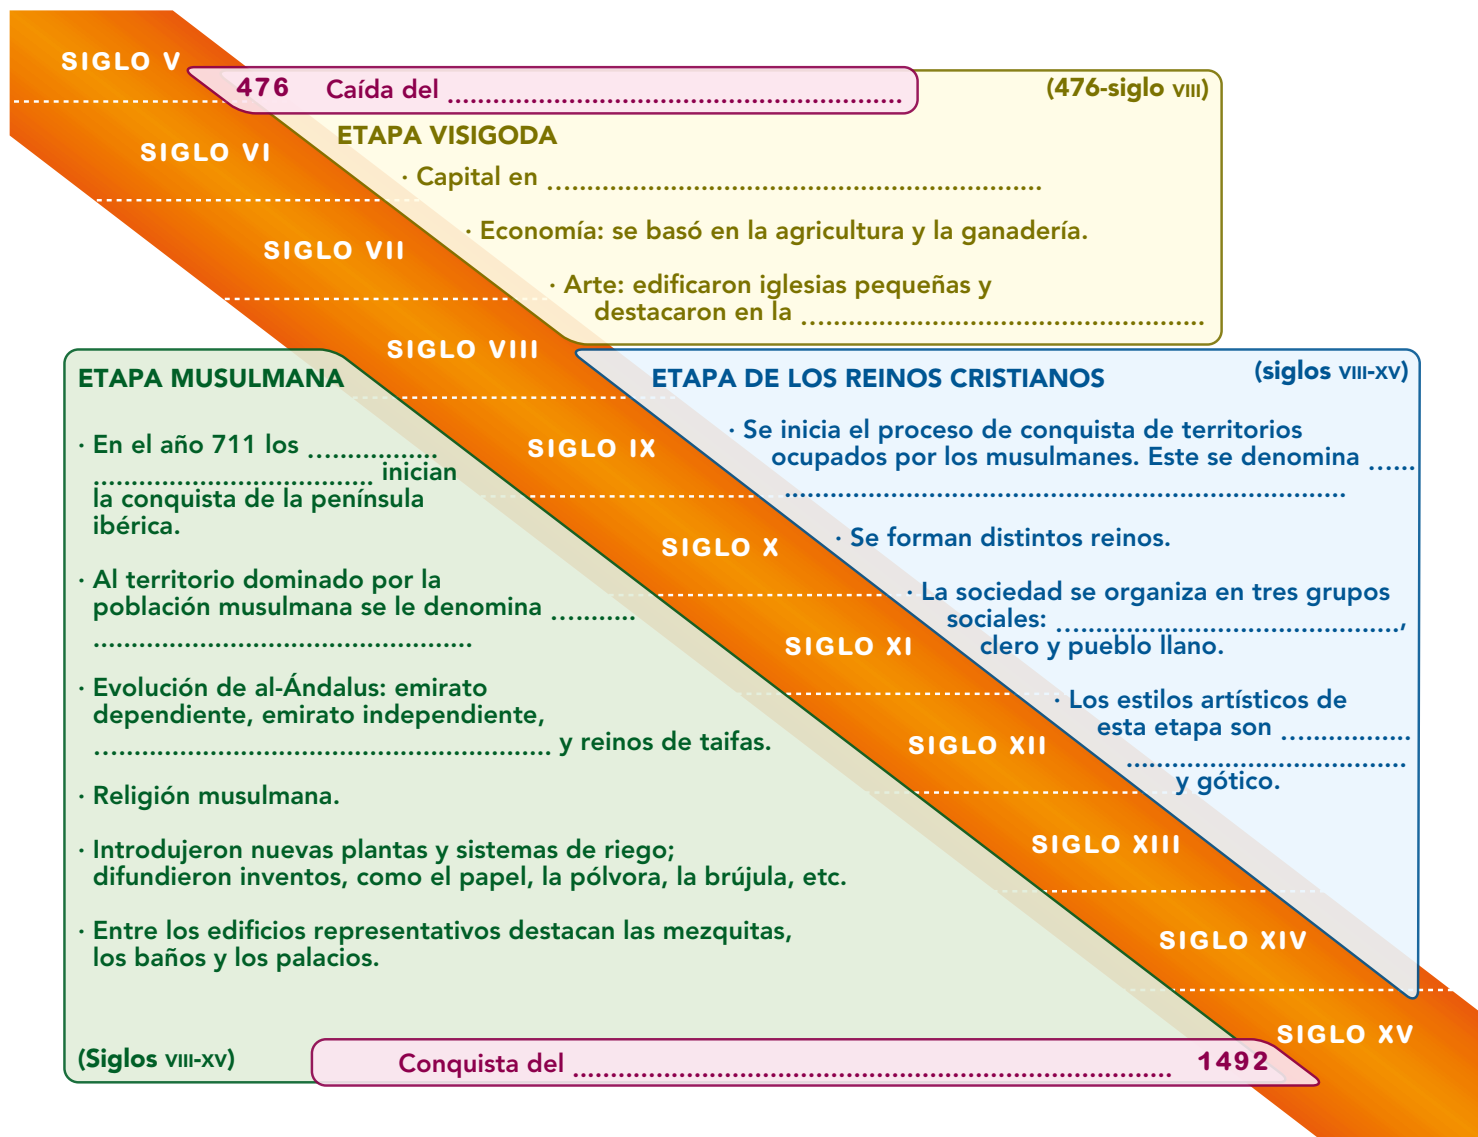 SIGLO V
476 Caída del ............................................................
(476-siglo VIII)
ETAPA VISIGODA
SIGLO VI
· Capital en ..................................................................
· Economía: se basó en la agricultura y la ganadería.
SIGLO VII
· Arte: edificaron iglesias pequeñas y
destacaron en la .....................................................
SIGLO VIII
ETAPA MUSULMANA
· En el año 711 los .................
..................................... inician
la conquista de la península
ibérica.
· Al territorio dominado por la
población musulmana se le denomina ...........
..................................................
· Evolución de al-Ándalus: emirato
dependiente, emirato independiente,
............................................................. y reinos de taifas.
· Religión musulmana.
· Introdujeron nuevas plantas y sistemas de riego;
difundieron inventos, como el papel, la pólvora, la brújula, etc.
· Entre los edificios representativos destacan las mezquitas,
los baños y los palacios.
(Siglos VIII-XV)
ETAPA DE LOS REINOS CRISTIANOS
(siglos VIII-XV)
· Se inicia el proceso de conquista de territorios
ocupados por los musulmanes. Este se denomina ......
..........................................................................
· Se forman distintos reinos.
· La sociedad se organiza en tres grupos
sociales: ..............................................,
clero y pueblo llano.
· Los estilos artísticos de
esta etapa son .................
.....................................
y gótico.
SIGLO IX
SIGLO X
SIGLO XI
SIGLO XII
SIGLO XIII
SIGLO XIV
SIGLO XV
Conquista del ............................................................................... 1492